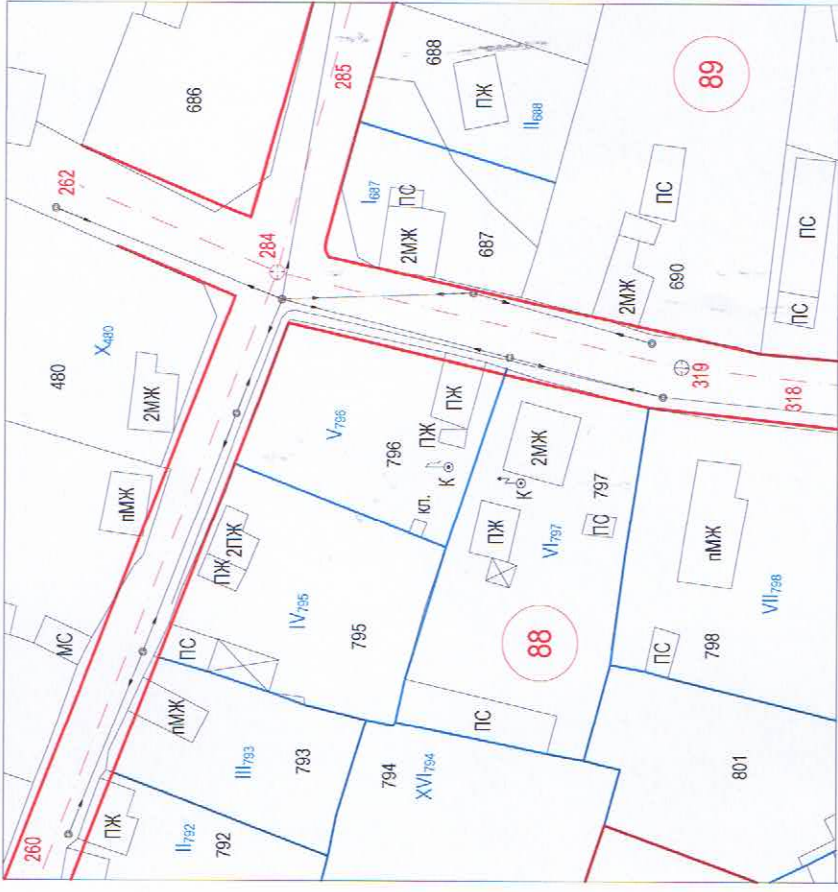 260
МС
480
262
X480
ПЖ
пМЖ
2МЖ
II792
пМЖ
ПС
686
792
ПЖ
2ПЖ
III793
284
793
IV795
V796
285
795
I687
794
796
2МЖ
ПС
XVI794
кл.
ПЖ
688
К
ПЖ
ПС
687
ПЖ
ПЖ
К
II688
88
2МЖ
VI797
ПС
797
2МЖ
ПС
690
ПС
319
798
пМЖ
89
801
VII798
318
ПС
ПС